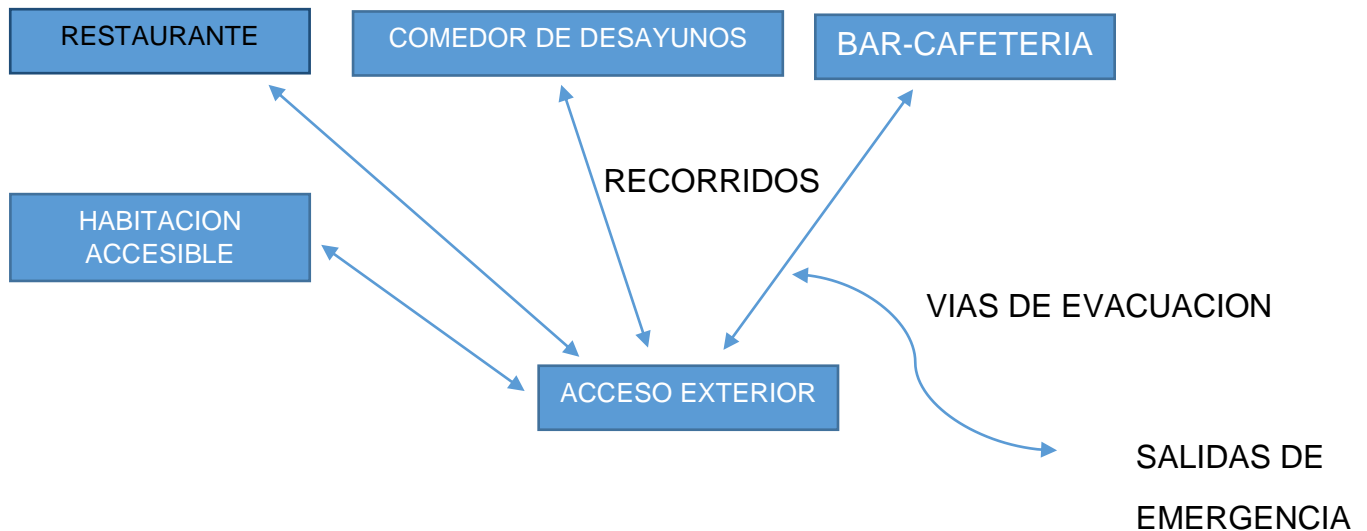 RESTAURANTE
COMEDOR DE DESAYUNOS
BAR-CAFETERIA
RECORRIDOS
HABITACION
ACCESIBLE
VIAS DE EVACUACION
ACCESO EXTERIOR
SALIDAS DE
EMERGENCIA